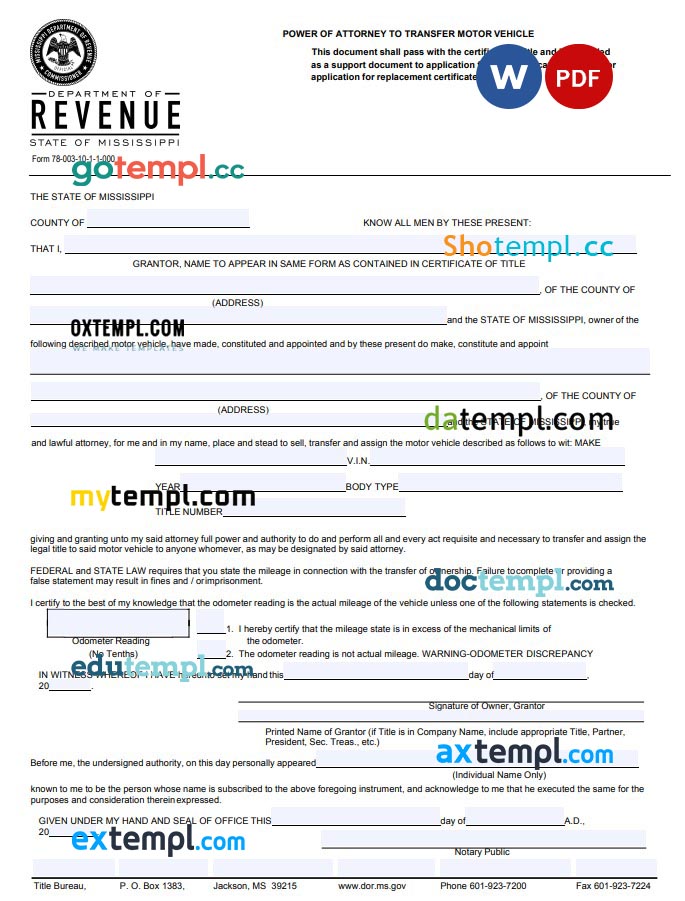 MISSISSIPPI DEPARTMENT OF REVENUE
COMMISSIONER
DEPARTMENT OF
REVENUE
STATE OF MISSISSIPPI
Form 78-003-10-1-1-000
POWER OF ATTORNEY TO TRANSFER MOTOR VEHICLE
This document shall pass with the certific title and
as a support document to application
application for replacement certificate
W
PDF
gotempl.cc
THE STATE OF MISSISSIPPI
COUNTY OF
KNOW ALL MEN BY THESE PRESENT:
THAT I,
Shotempl.cc
GRANTOR, NAME TO APPEAR IN SAME FORM AS CONTAINED IN CERTIFICATE OF TITLE
, OF THE COUNTY OF
(ADDRESS)
OXTEMPL.COM
and the STATE OF MISSISSIPPI, owner of the
WE MAKE TEMPLATES
following described motor vehicle, have made, constituted and appointed and by these present do make, constitute and appoint
, OF THE COUNTY OF
(ADDRESS)
datempl.com
and the STATE OF MISSISSIPPI, my true
and lawful attorney, for me and in my name, place and stead to sell, transfer and assign the motor vehicle described as follows to wit: MAKE
V.I.N.
YEAR BODY TYPE
mytempl.com
TITLE NUMBER
giving and granting unto my said attorney full power and authority to do and perform all and every act requisite and necessary to transfer and assign the
legal title to said motor vehicle to anyone whomever, as may be designated by said attorney.
FEDERAL and STATE LAW requires that you state the mileage in connection with the transfer of ownership. Failure to complete or providing a
false statement may result in fines and / or imprisonment.
doctempl.com
I certify to the best of my knowledge that the odometer reading is the actual mileage of the vehicle unless one of the following statements is checked.
1. I hereby certify that the mileage state is in excess of the mechanical limits of
the odometer.
Odometer Reading
(No Tenths)
2. The odometer reading is not actual mileage. WARNING-ODOMETER DISCREPANCY
edutempl.com
IN WITNESS WHEREOF I HAVE hereunto set my hand this day of ,
20 .
Signature of Owner, Grantor
Printed Name of Grantor (if Title is in Company Name, include appropriate Title, Partner,
President, Sec. Treas., etc.)
axtempl.com
Before me, the undersigned authority, on this day personally appeared
(Individual Name Only)
known to me to be the person whose name is subscribed to the above foregoing instrument, and acknowledge to me that he executed the same for the
purposes and consideration therein expressed.
GIVEN UNDER MY HAND AND SEAL OF OFFICE THIS day of A.D.,
20
extempl.com
Notary Public
Title Bureau, P. O. Box 1383, Jackson, MS 39215 www.dor.ms.gov Phone 601-923-7200 Fax 601-923-7224